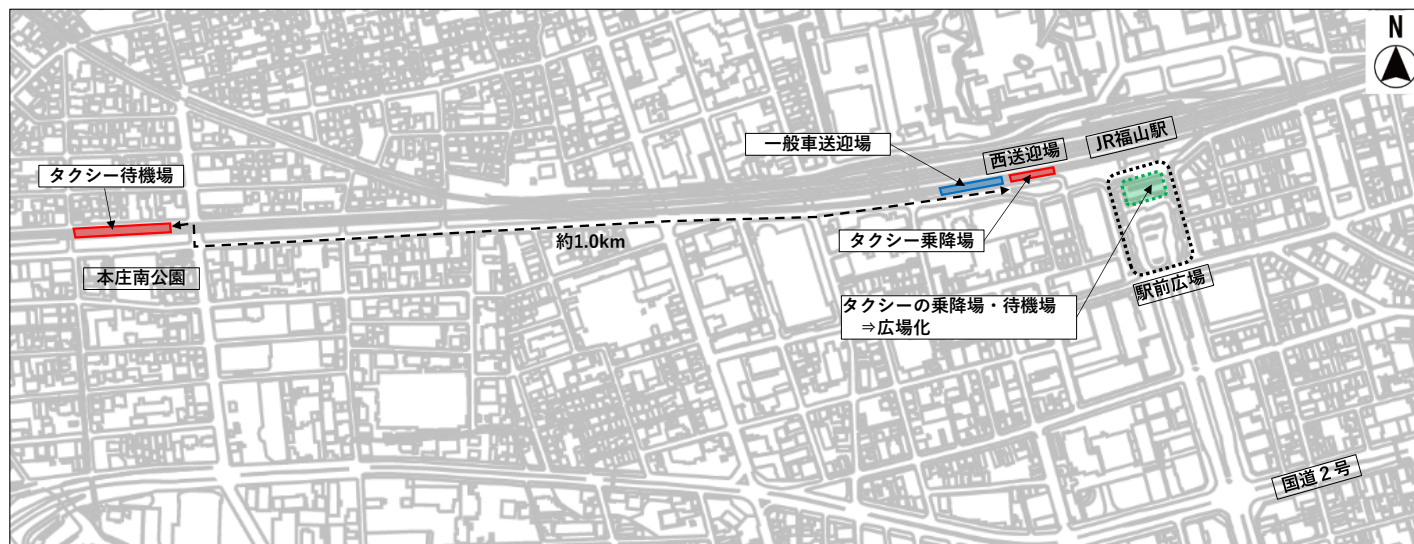 N
JR福山駅
一般車送迎場
西送迎場
タクシー待機場
タクシー乗降場
約1.0km
本庄南公園
駅前広場
タクシーの乗降場・待機場
⇒広場化
国道２号